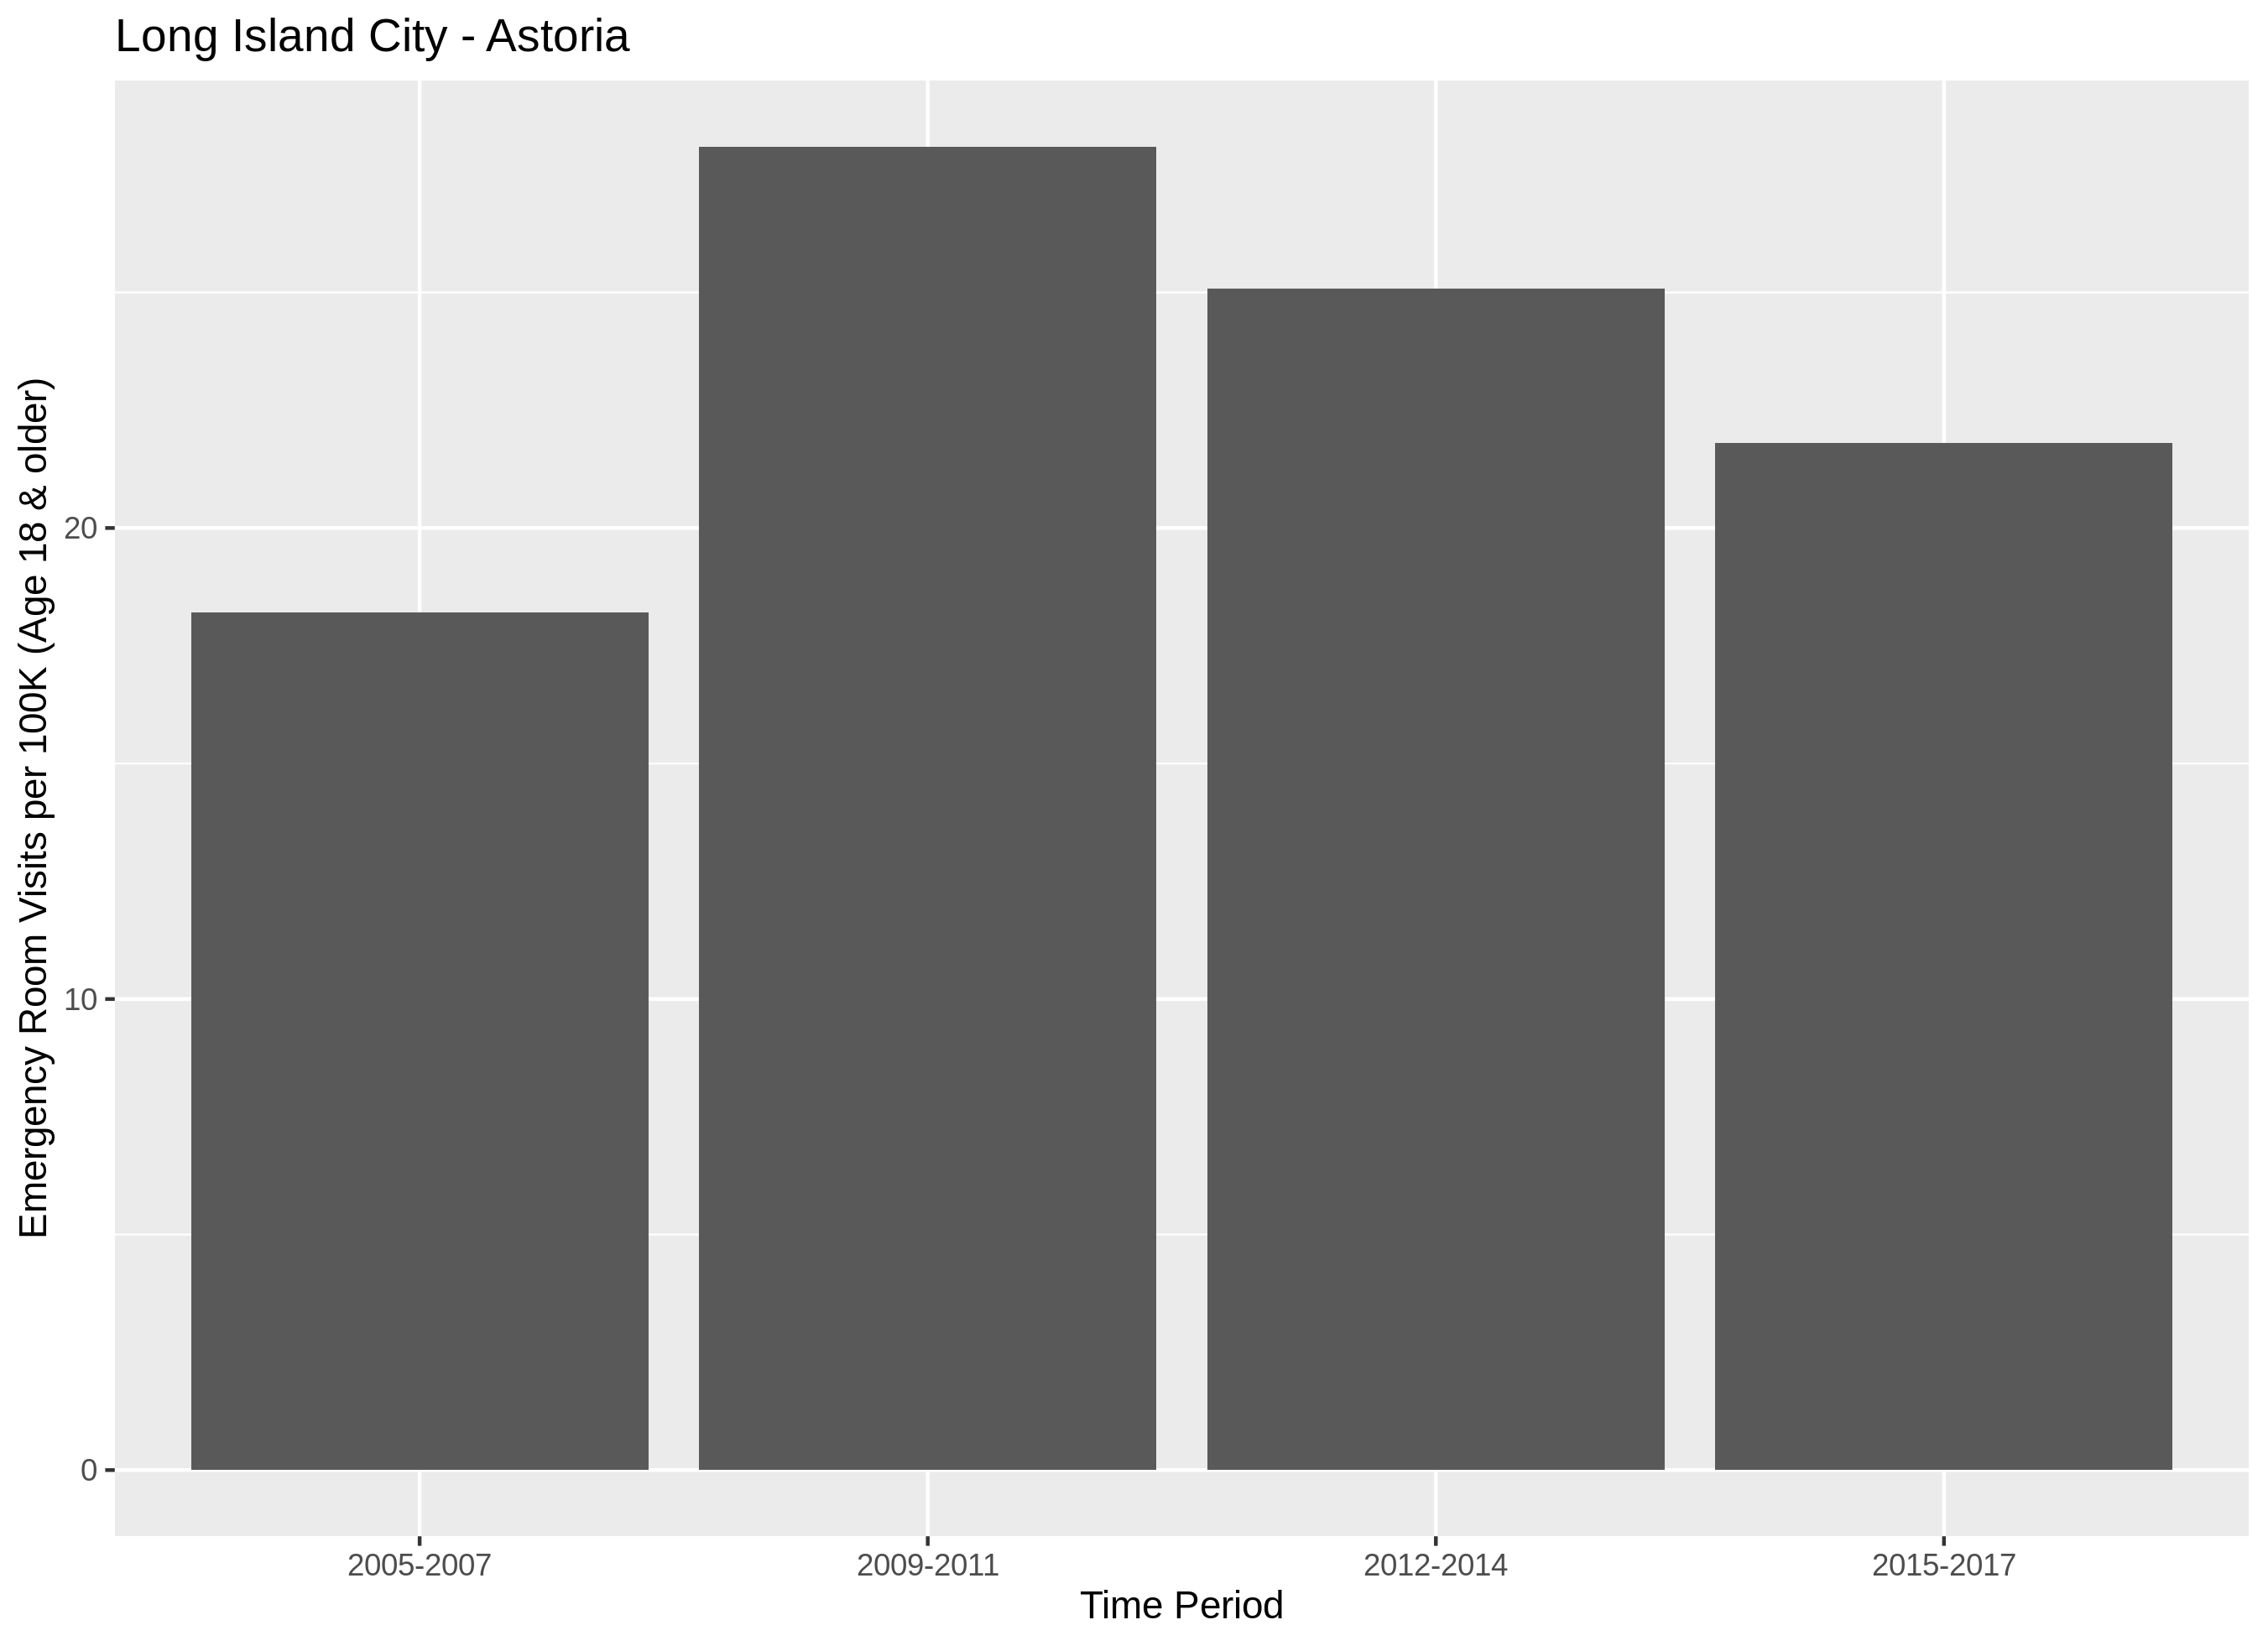 Long Island City - Astoria
Emergency Room Visits per 100K (Age 18 & older)
20
10
0
2005-2007
2009-2011
2012-2014
2015-2017
Time Period